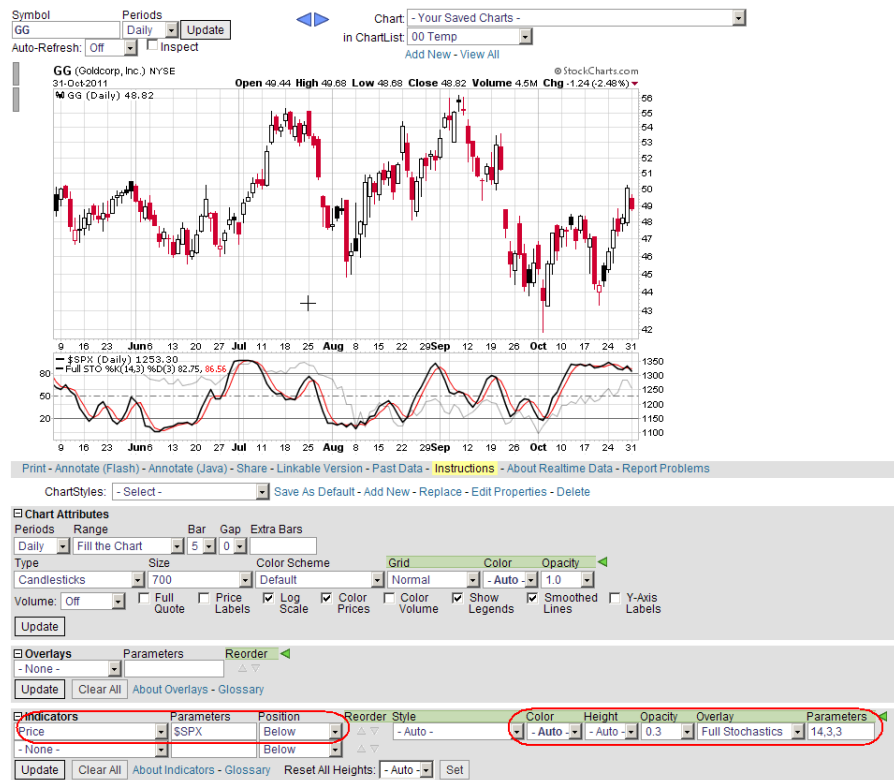 Symbol Periods
GG Daily Update Chart: - Your Saved Charts -
Auto-Refresh: Off Inspect in ChartList: 00 Temp
Add New - View All
GG (Goldcorp, Inc.) NYSE © StockCharts.com
31-Oct-2011 Open 49.44 High 49.68 Low 48.68 Close 48.82 Volume 4.5M Chg -1.24 (-2.48%)
GG (Daily) 48.82
56
55
54
53
52
51
50
49
48
47
46
45
44
43
42
9 16 23 Jun 6 13 20 27 Jul 11 18 25 Aug 8 15 22 29 Sep 12 19 26 Oct 10 17 24 31
$SPX (Daily) 1253.30
Full STO %K(14,3) %D(3) 82.75, 86.56
80
50
20
1350
1300
1250
1200
1150
1100
9 16 23 Jun 6 13 20 27 Jul 11 18 25 Aug 8 15 22 29 Sep 12 19 26 Oct 10 17 24 31
Print - Annotate (Flash) - Annotate (Java) - Share - Linkable Version - Past Data - Instructions - About Realtime Data - Report Problems
ChartStyles: - Select - Save As Default - Add New - Replace - Edit Properties - Delete
Chart Attributes
Periods Range Bar Gap Extra Bars
Daily Fill the Chart 5 0
Type Size Color Scheme Grid Color Opacity
Candlesticks 700 Default Normal - Auto - 1.0
Volume: Off Full Quote Price Labels Log Scale Color Prices Color Volume Show Legends Smoothed Lines Y-Axis Labels
Update
Overlays Parameters Reorder
- None -
Update Clear All About Overlays - Glossary
Indicators Parameters Position Reorder Style Color Height Opacity Overlay Parameters
Price $SPX Below - Auto - - Auto - - Auto - 0.3 Full Stochastics 14,3,3
- None - Below
Update Clear All About Indicators - Glossary Reset All Heights: - Auto - Set